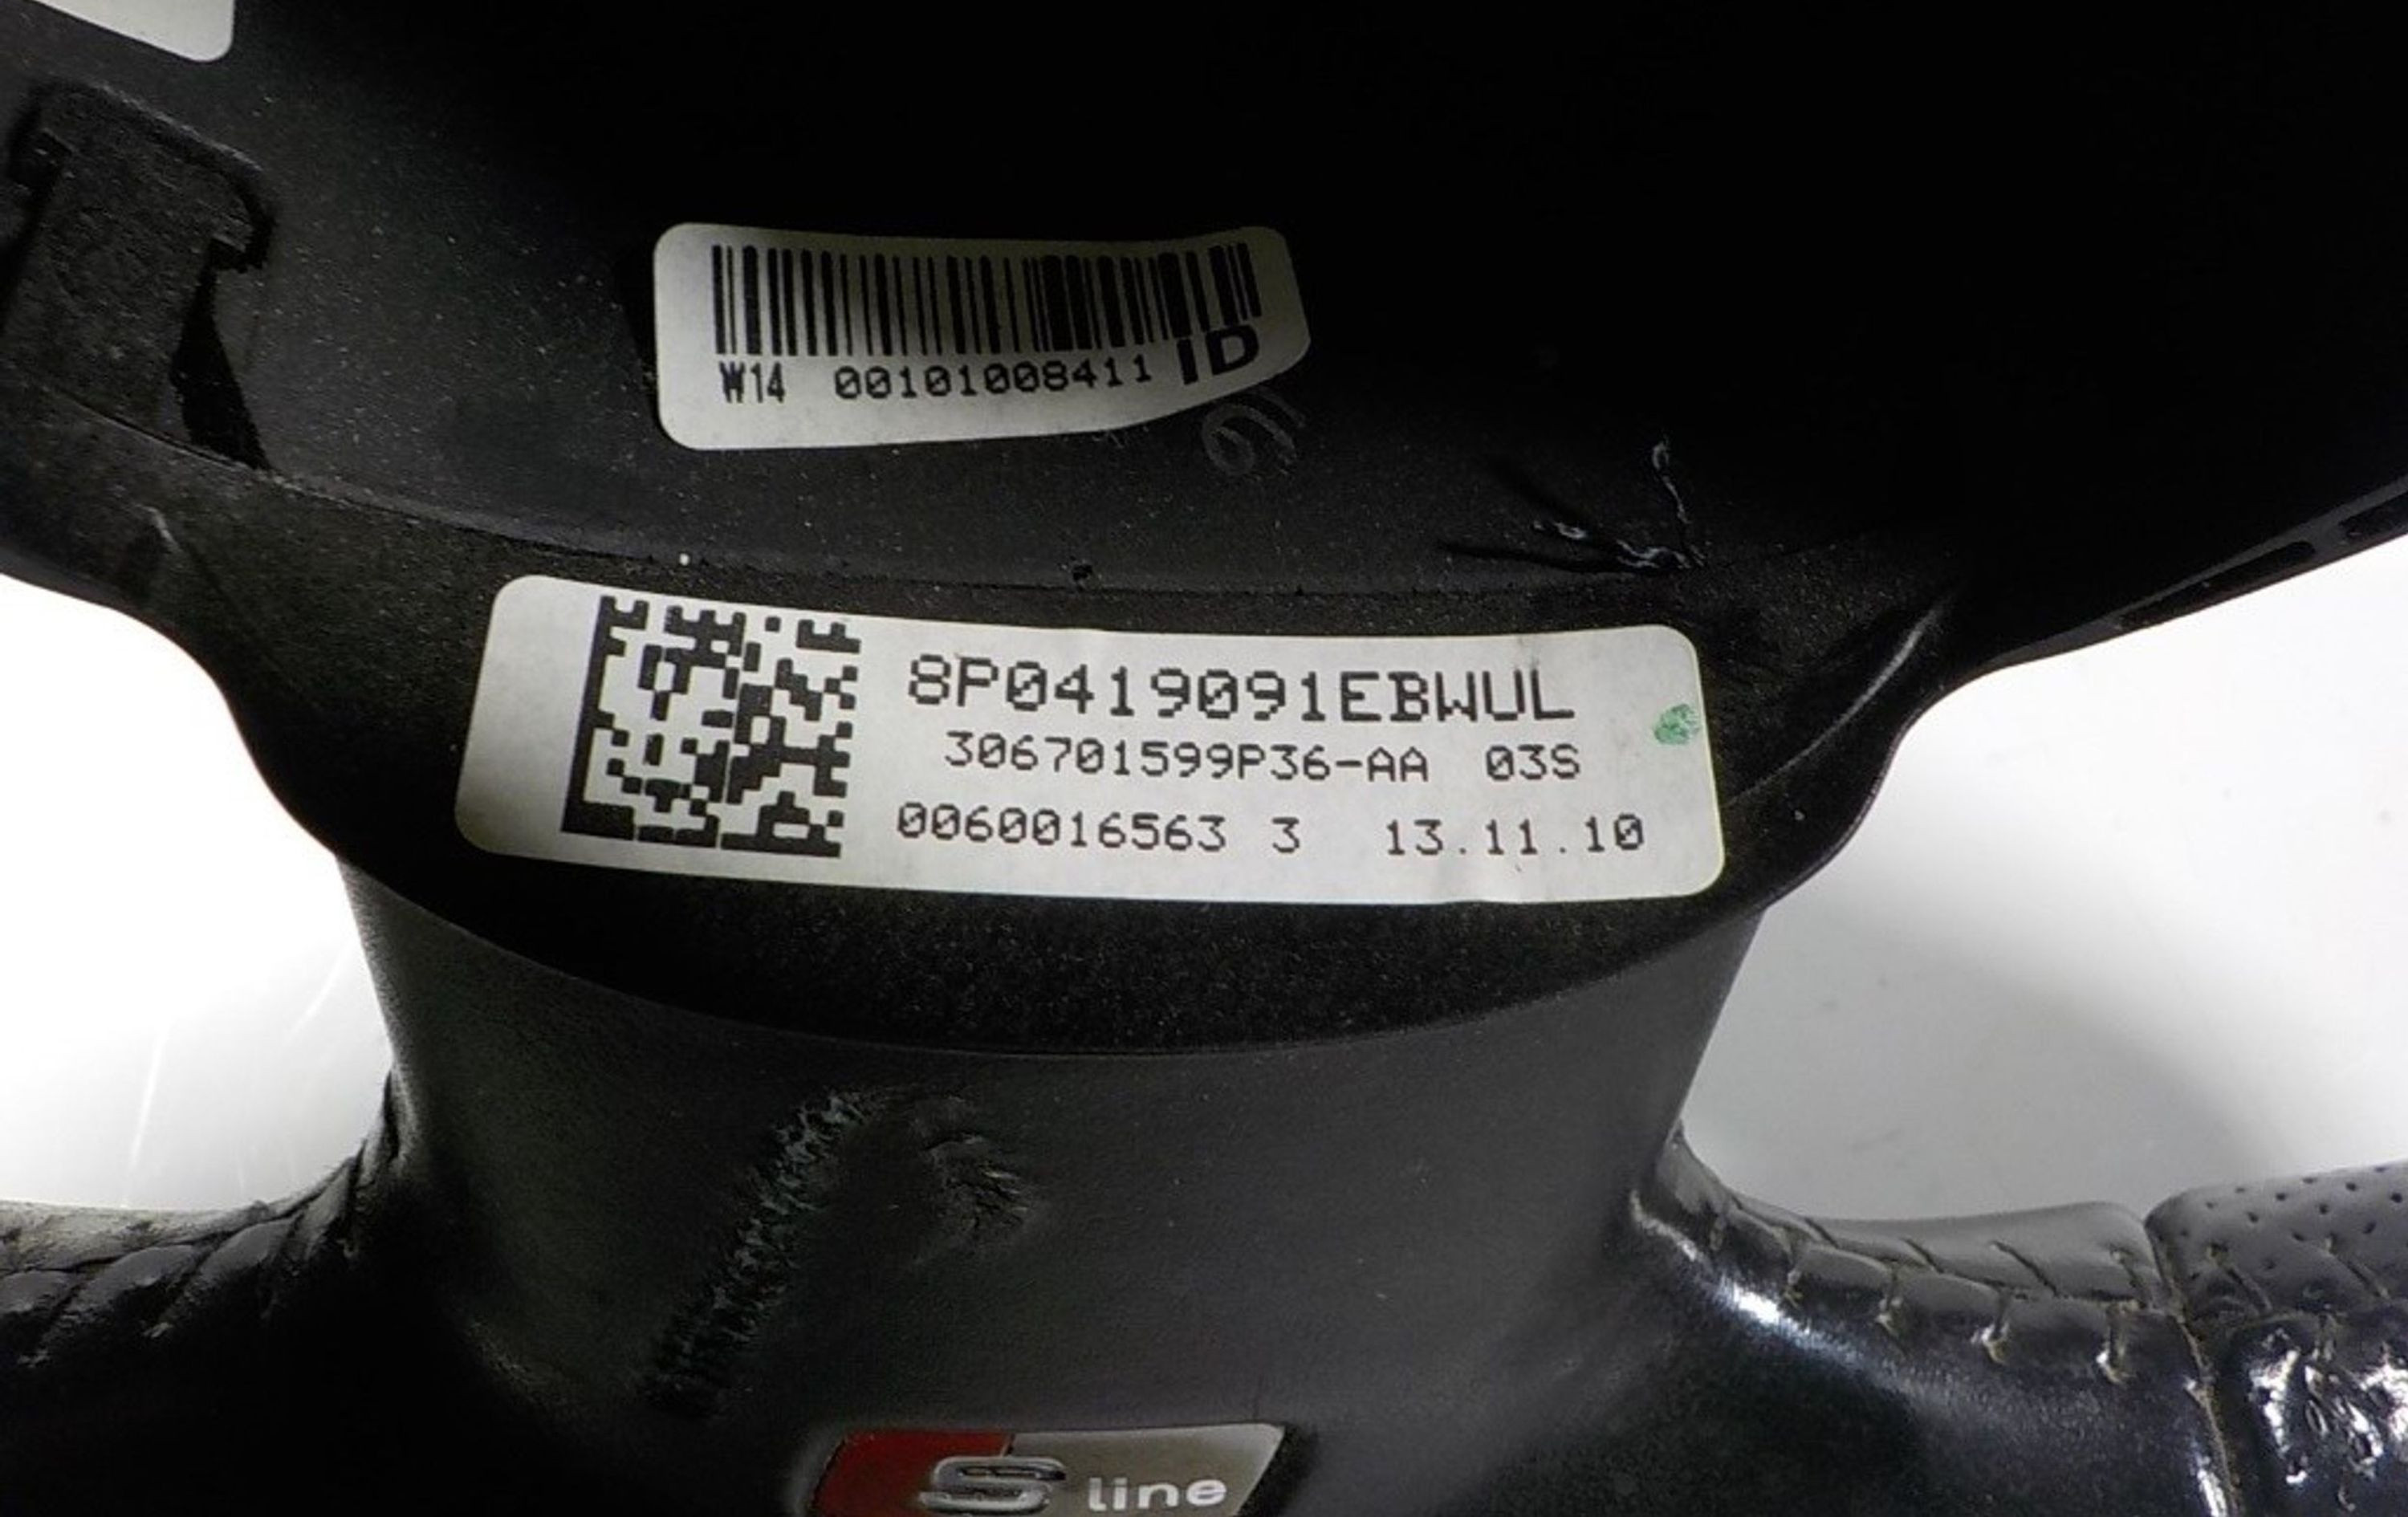 W14 00101008411 ID
8P0419091EBWUL
306701599P36-AA 03S
0060016563 3 13.11.10
S line